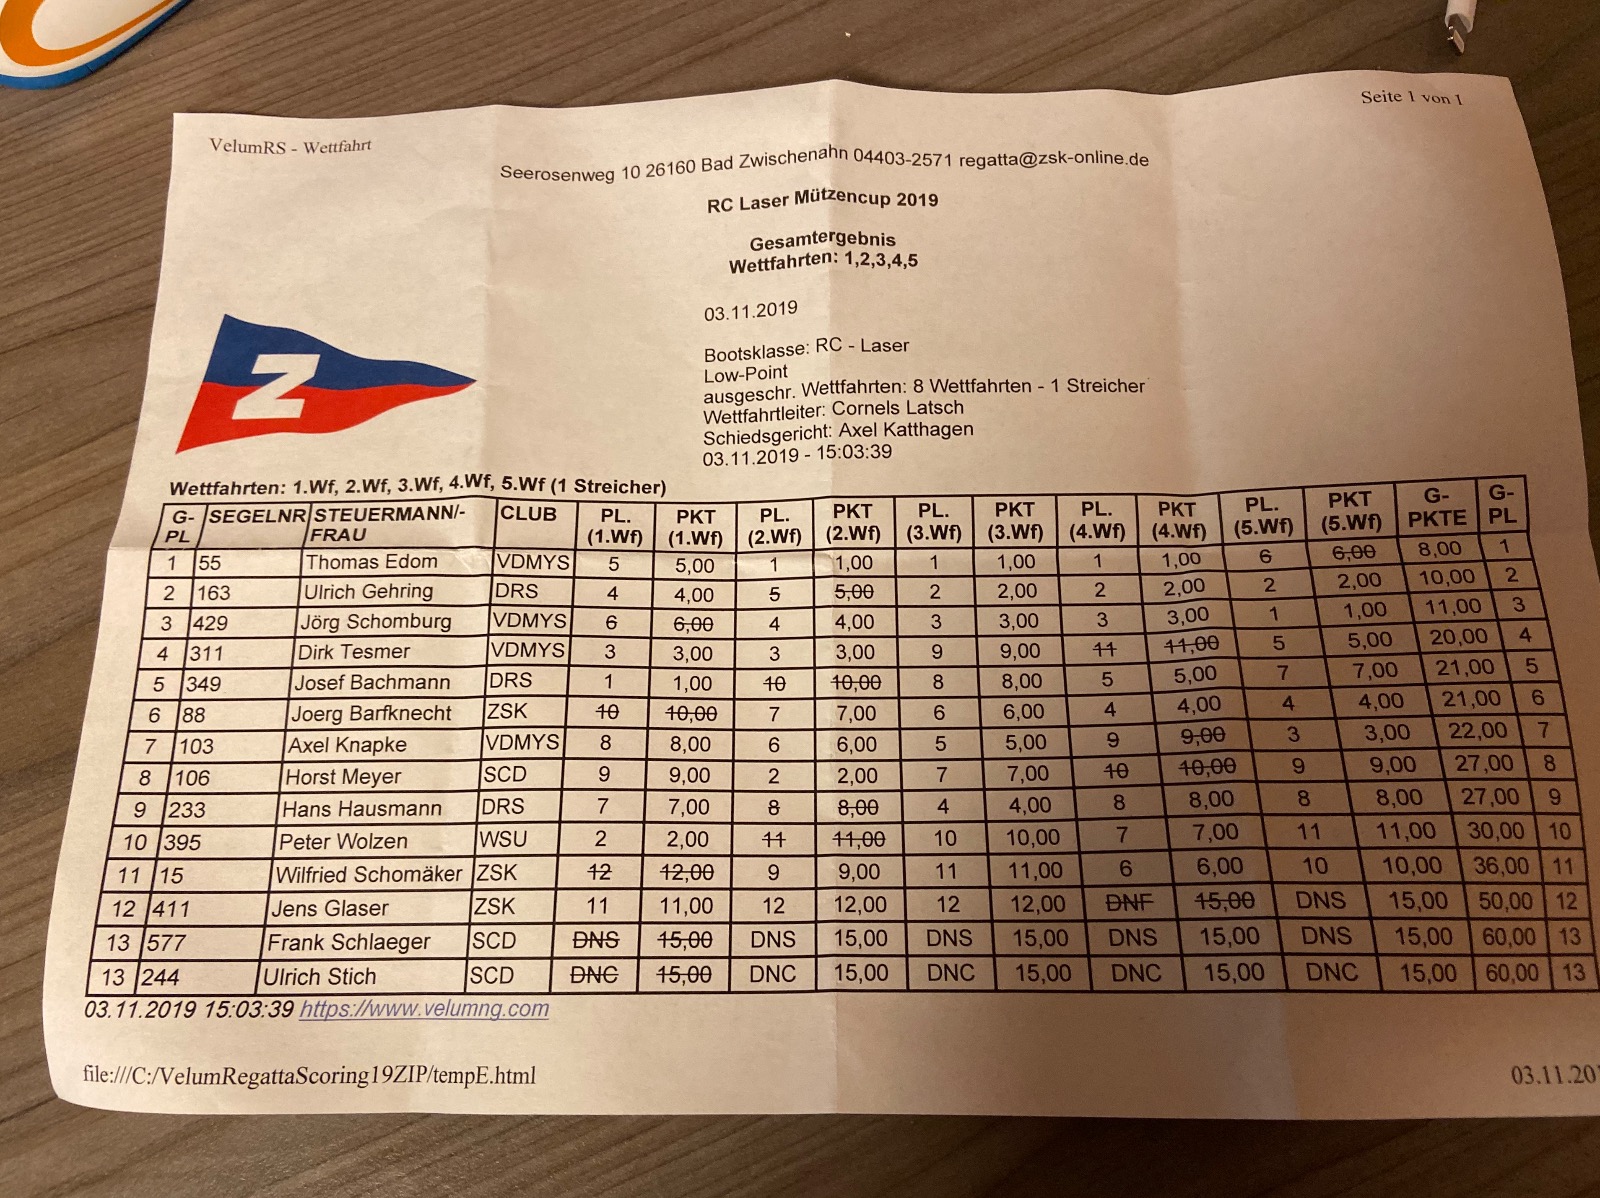 VelumRS - Wettfahrt
Seite 1 von 1
Seerosenweg 10 26160 Bad Zwischenahn 04403-2571 regatta@zsk-online.de
RC Laser Mützencup 2019
Gesamtergebnis
Wettfahrten: 1,2,3,4,5
03.11.2019
Z
Bootsklasse: RC - Laser
Low-Point
ausgeschr. Wettfahrten: 8 Wettfahrten - 1 Streicher
Wettfahrtleiter: Cornels Latsch
Schiedsgericht: Axel Katthagen
03.11.2019 - 15:03:39
Wettfahrten: 1.Wf, 2.Wf, 3.Wf, 4.Wf, 5.Wf (1 Streicher)
G-PL SEGELNR STEUERMANN/-FRAU CLUB PL. (1.Wf) PKT (1.Wf) PL. (2.Wf) PKT (2.Wf) PL. (3.Wf) PKT (3.Wf) PL. (4.Wf) PKT (4.Wf) PL. (5.Wf) PKT (5.Wf) G-PKTE G-PL
1 55 Thomas Edom VDMYS 5 5,00 1 1,00 1 1,00 1 1,00 6 6,00 8,00 1
2 163 Ulrich Gehring DRS 4 4,00 5 5,00 2 2,00 2 2,00 2 2,00 10,00 2
3 429 Jörg Schomburg VDMYS 6 6,00 4 4,00 3 3,00 3 3,00 1 1,00 11,00 3
4 311 Dirk Tesmer VDMYS 3 3,00 3 3,00 9 9,00 11 11,00 5 5,00 20,00 4
5 349 Josef Bachmann DRS 1 1,00 10 10,00 8 8,00 5 5,00 7 7,00 21,00 5
6 88 Joerg Barfknecht ZSK 10 10,00 7 7,00 6 6,00 4 4,00 4 4,00 21,00 6
7 103 Axel Knapke VDMYS 8 8,00 6 6,00 5 5,00 9 9,00 3 3,00 22,00 7
8 106 Horst Meyer SCD 9 9,00 2 2,00 7 7,00 10 10,00 9 9,00 27,00 8
9 233 Hans Hausmann DRS 7 7,00 8 8,00 4 4,00 8 8,00 8 8,00 27,00 9
10 395 Peter Wolzen WSU 2 2,00 11 11,00 10 10,00 7 7,00 11 11,00 30,00 10
11 15 Wilfried Schomäker ZSK 12 12,00 9 9,00 11 11,00 6 6,00 10 10,00 36,00 11
12 411 Jens Glaser ZSK 11 11,00 12 12,00 12 12,00 DNF 15,00 DNS 15,00 50,00 12
13 577 Frank Schlaeger SCD DNS 15,00 DNS 15,00 DNS 15,00 DNS 15,00 DNS 15,00 60,00 13
13 244 Ulrich Stich SCD DNC 15,00 DNC 15,00 DNC 15,00 DNC 15,00 DNC 15,00 60,00 13
03.11.2019 15:03:39 https://www.velumng.com
file:///C:/VelumRegattaScoring19ZIP/tempE.html
03.11.201